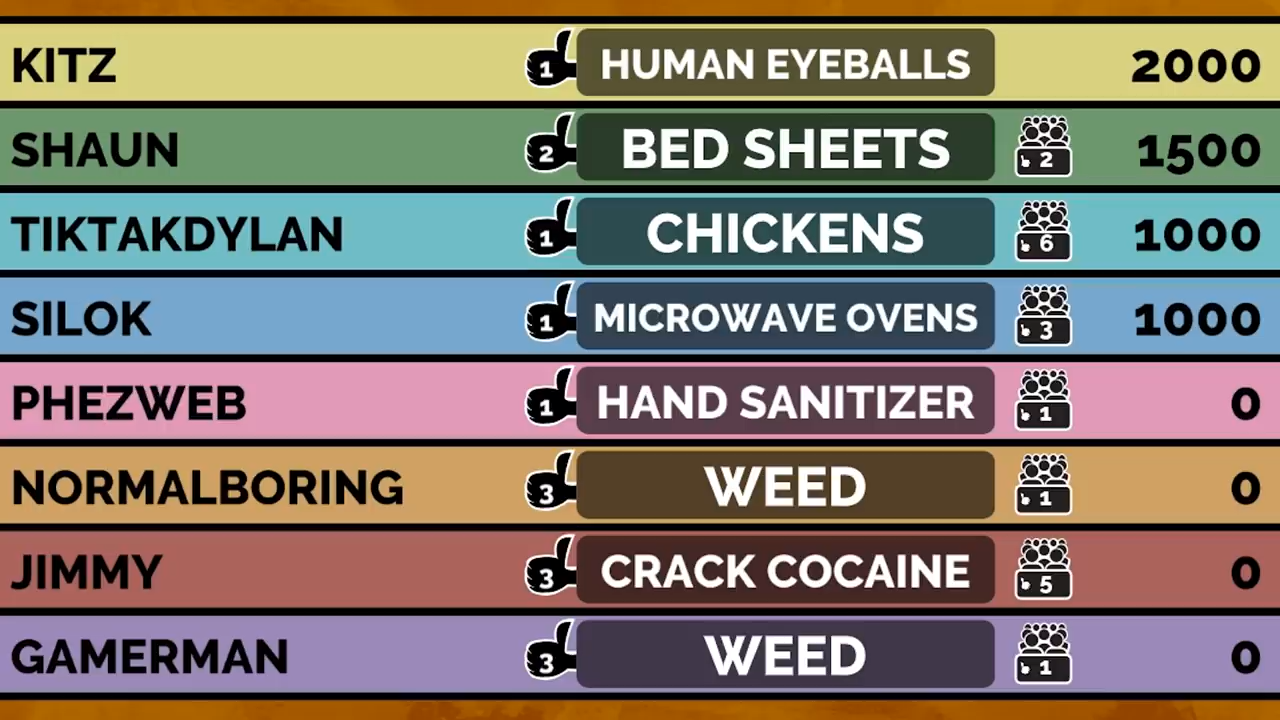 KITZ 1 HUMAN EYEBALLS 2000
SHAUN 2 BED SHEETS 2 1500
TIKTAKDYLAN 1 CHICKENS 6 1000
SILOK 1 MICROWAVE OVENS 3 1000
PHEZWEB 1 HAND SANITIZER 1 0
NORMALBORING 3 WEED 1 0
JIMMY 3 CRACK COCAINE 5 0
GAMERMAN 3 WEED 1 0